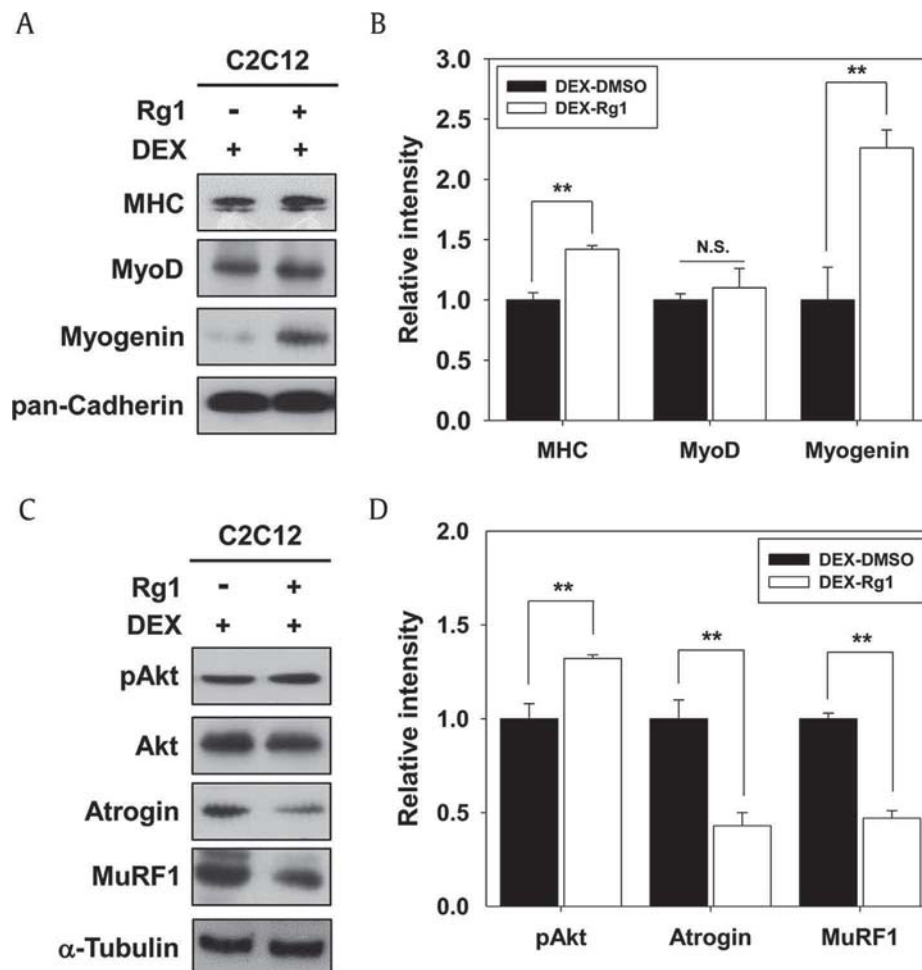 A
C2C12
Rg1 - +
DEX + +
MHC
MyoD
Myogenin
pan-Cadherin
B
3.0
2.5
2.0
1.5
1.0
0.5
0.0
Relative intensity
DEX-DMSO
DEX-Rg1
**
N.S.
**
MHC MyoD Myogenin
C
C2C12
Rg1 - +
DEX + +
pAkt
Akt
Atrogin
MuRF1
α-Tubulin
D
2.0
1.5
1.0
0.5
0.0
Relative intensity
DEX-DMSO
DEX-Rg1
** ** **
pAkt Atrogin MuRF1